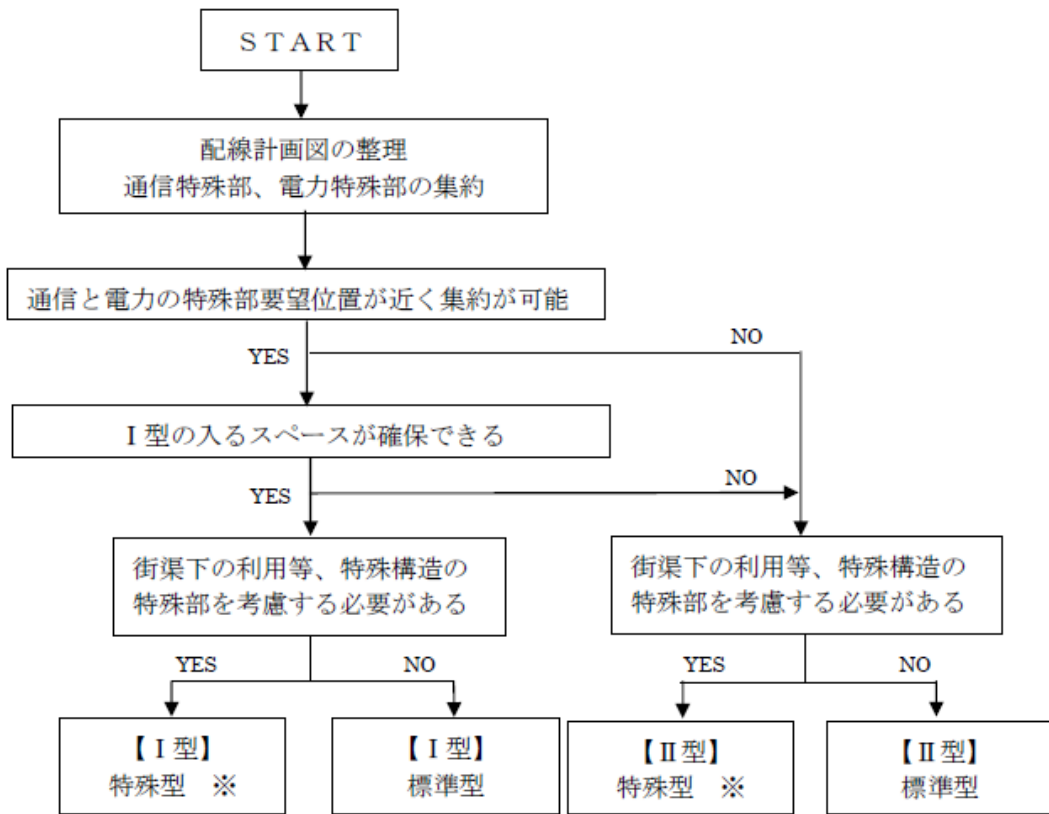 START
配線計画図の整理
通信特殊部、電力特殊部の集約
通信と電力の特殊部要望位置が近く集約が可能
YES
NO
Ⅰ型の入るスペースが確保できる
YES
NO
街渠下の利用等、特殊構造の
特殊部を考慮する必要がある
街渠下の利用等、特殊構造の
特殊部を考慮する必要がある
YES
NO
YES
NO
【Ⅰ型】
特殊型 ※
【Ⅰ型】
標準型
【Ⅱ型】
特殊型 ※
【Ⅱ型】
標準型